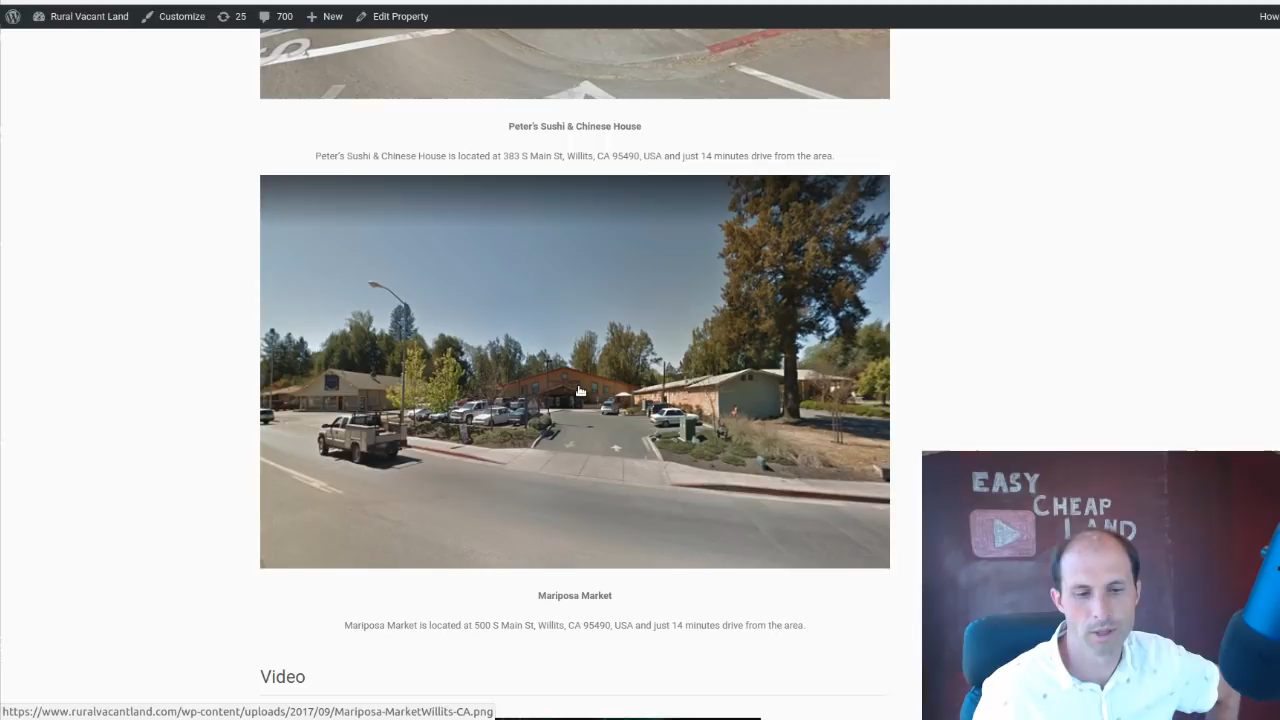 Rural Vacant Land Customize 25 700 New Edit Property How
Peter's Sushi & Chinese House
Peter's Sushi & Chinese House is located at 383 S Main St, Willits, CA 95490, USA and just 14 minutes drive from the area.
EASY
CHEAP
LAND
Mariposa Market
Mariposa Market is located at 500 S Main St, Willits, CA 95490, USA and just 14 minutes drive from the area.
Video
https://www.ruralvacantland.com/wp-content/uploads/2017/09/Mariposa-MarketWillits-CA.png